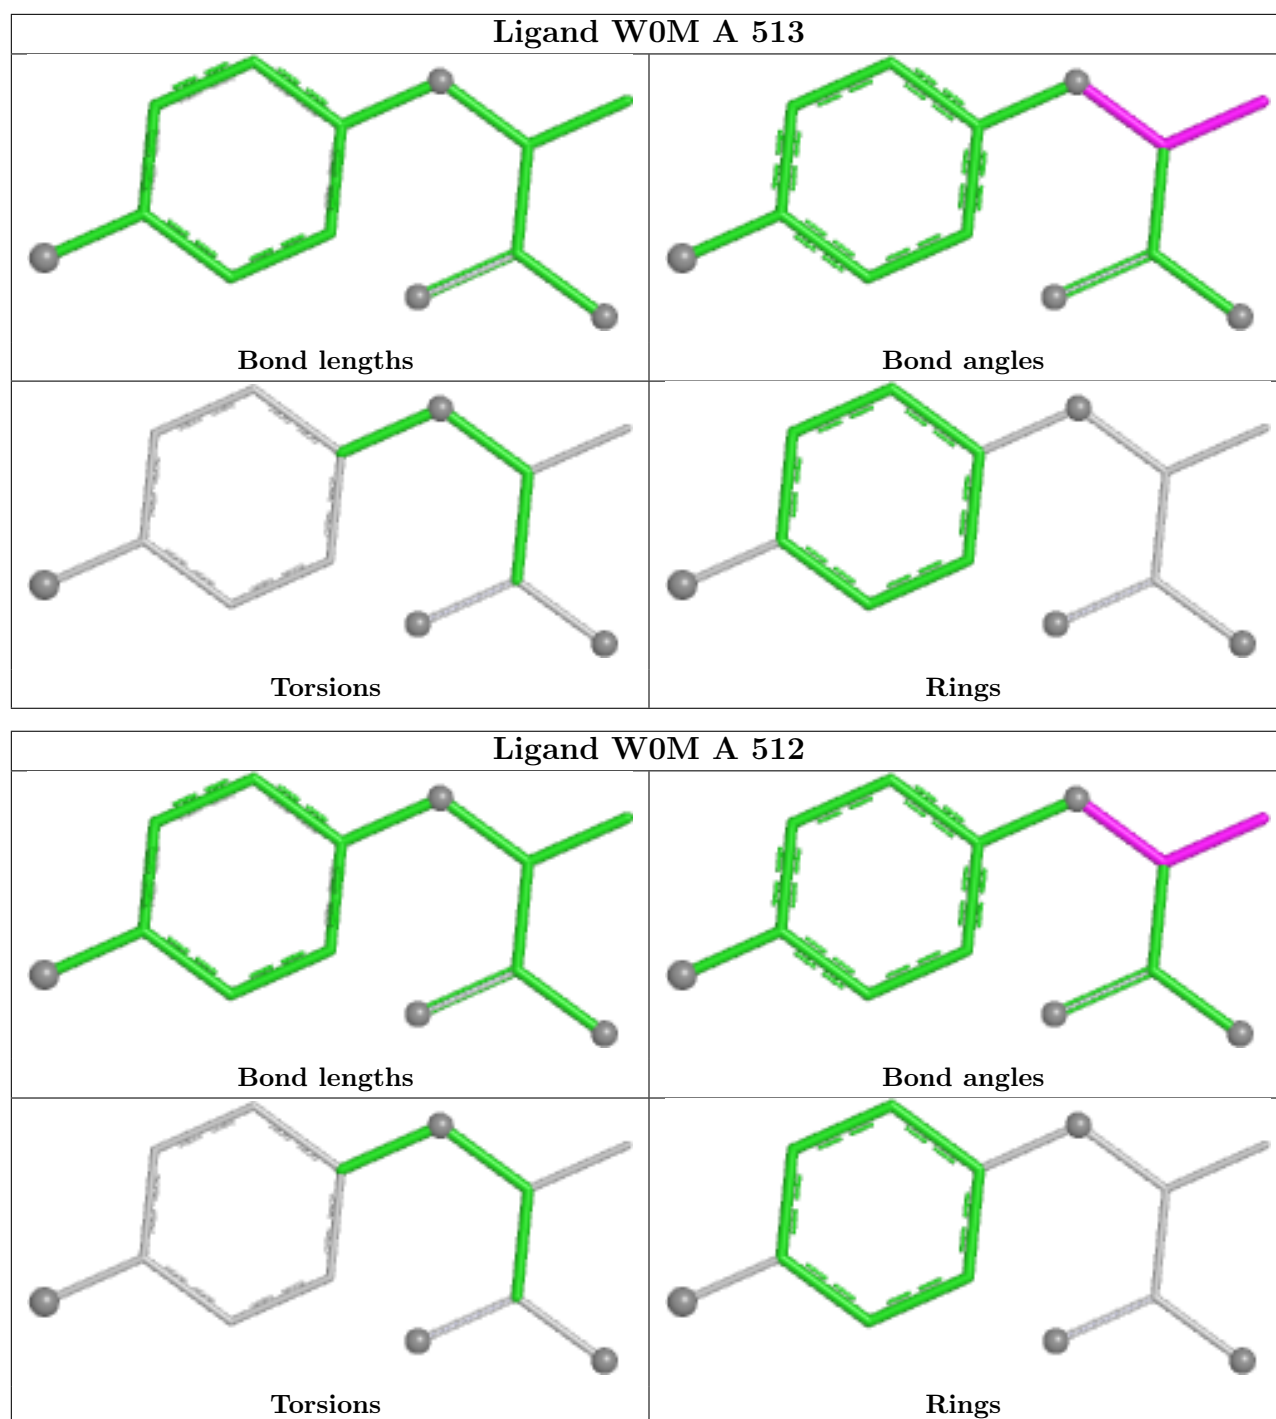 Ligand W0M A 513
Bond lengths
Bond angles
Torsions
Rings
Ligand W0M A 512
Bond lengths
Bond angles
Torsions
Rings